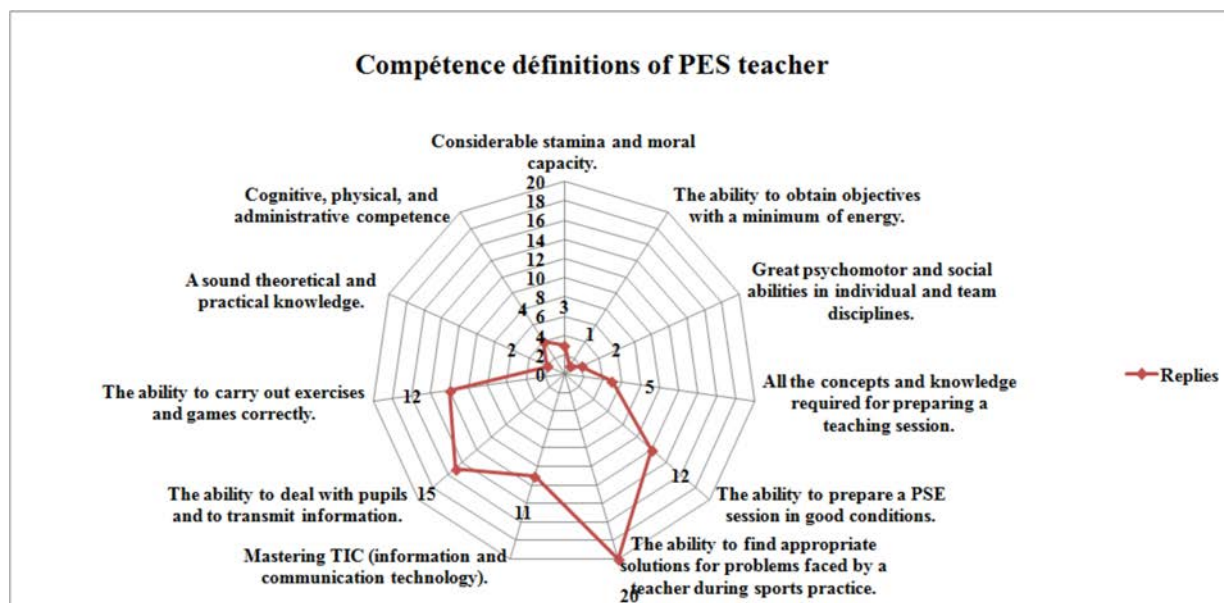 Compétence définitions of PES teacher
Considerable stamina and moral
capacity.
The ability to obtain objectives
with a minimum of energy.
Great psychomotor and social
abilities in individual and team
disciplines.
All the concepts and knowledge
required for preparing a
teaching session.
The ability to prepare a PSE
session in good conditions.
The ability to find appropriate
solutions for problems faced by a
teacher during sports practice.
Mastering TIC (information and
communication technology).
The ability to deal with pupils
and to transmit information.
The ability to carry out exercises
and games correctly.
A sound theoretical and
practical knowledge.
Cognitive, physical, and
administrative competence
20
18
16
14
12
10
8
6
4
2
0
3
1
2
5
12
20
11
15
12
2
4
Replies